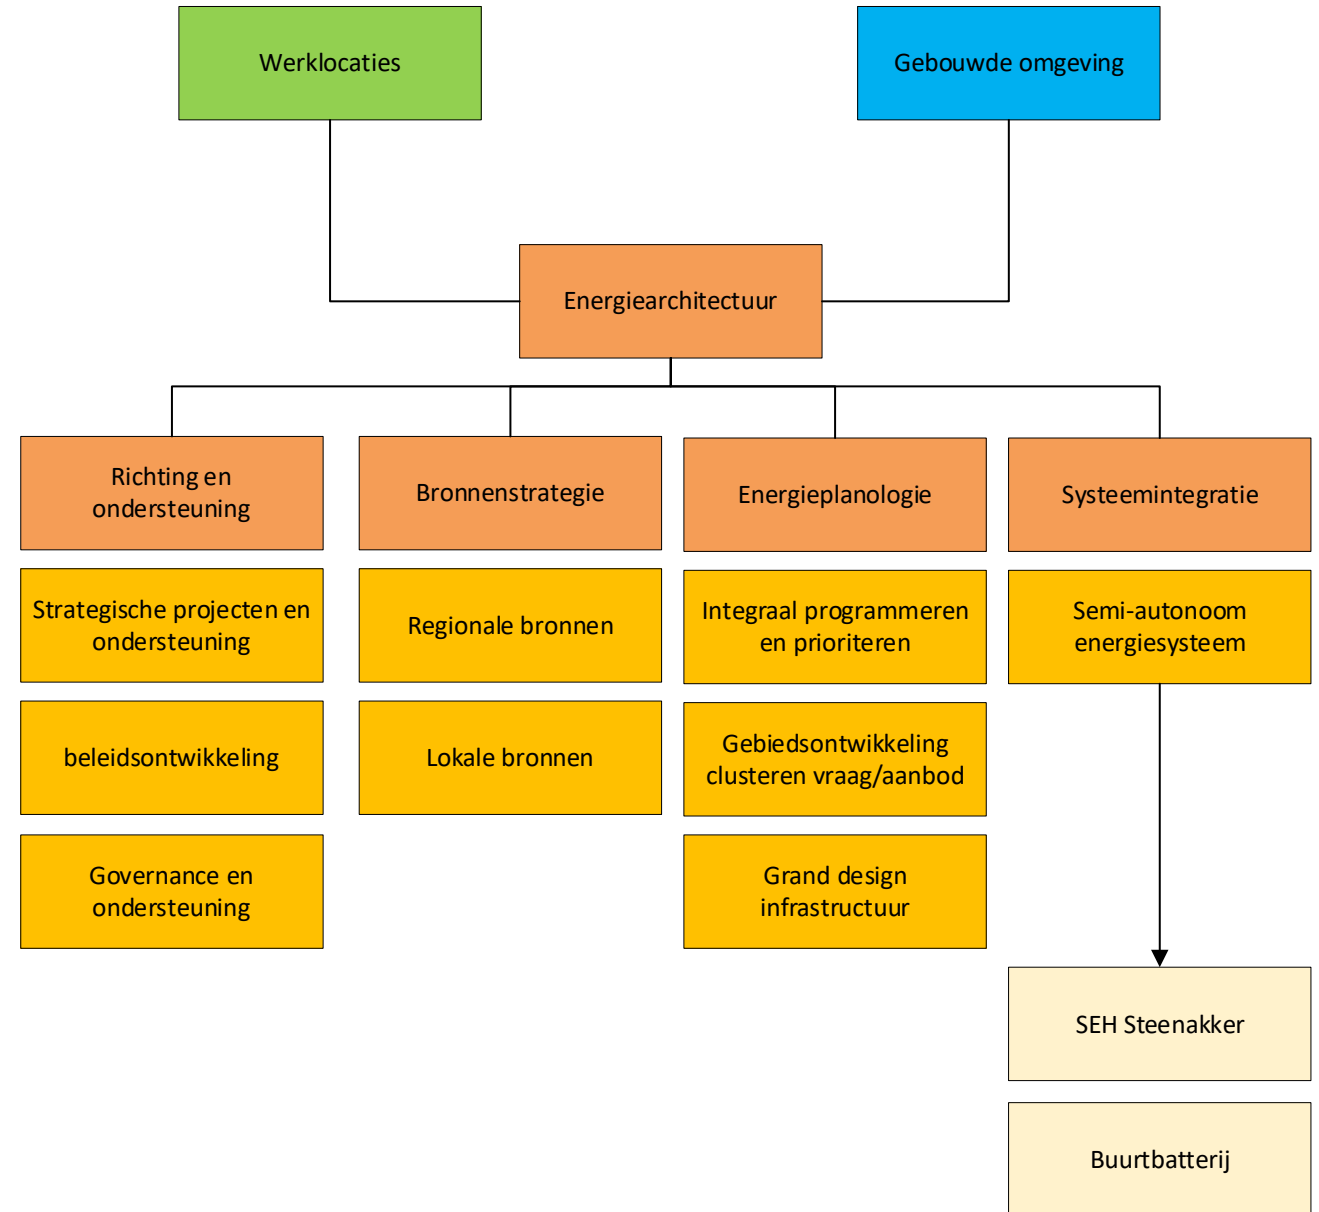 Werklocaties
Gebouwde omgeving
Energiearchitectuur
Richting en
ondersteuning
Bronnenstrategie
Energieplanologie
Systeemintegratie
Strategische projecten en
ondersteuning
Regionale bronnen
Integraal programmeren
en prioriteren
Semi-autonoom
energiesysteem
beleidsontwikkeling
Lokale bronnen
Gebiedsontwikkeling
clusteren vraag/aanbod
Governance en
ondersteuning
Grand design
infrastructuur
SEH Steenakker
Buurtbatterij